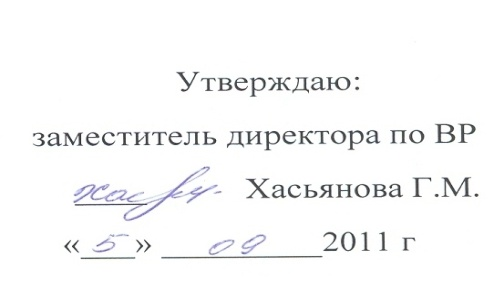 Утверждаю:
заместитель директора по ВР
Хасьянова Г.М.
«5» 09 2011 г